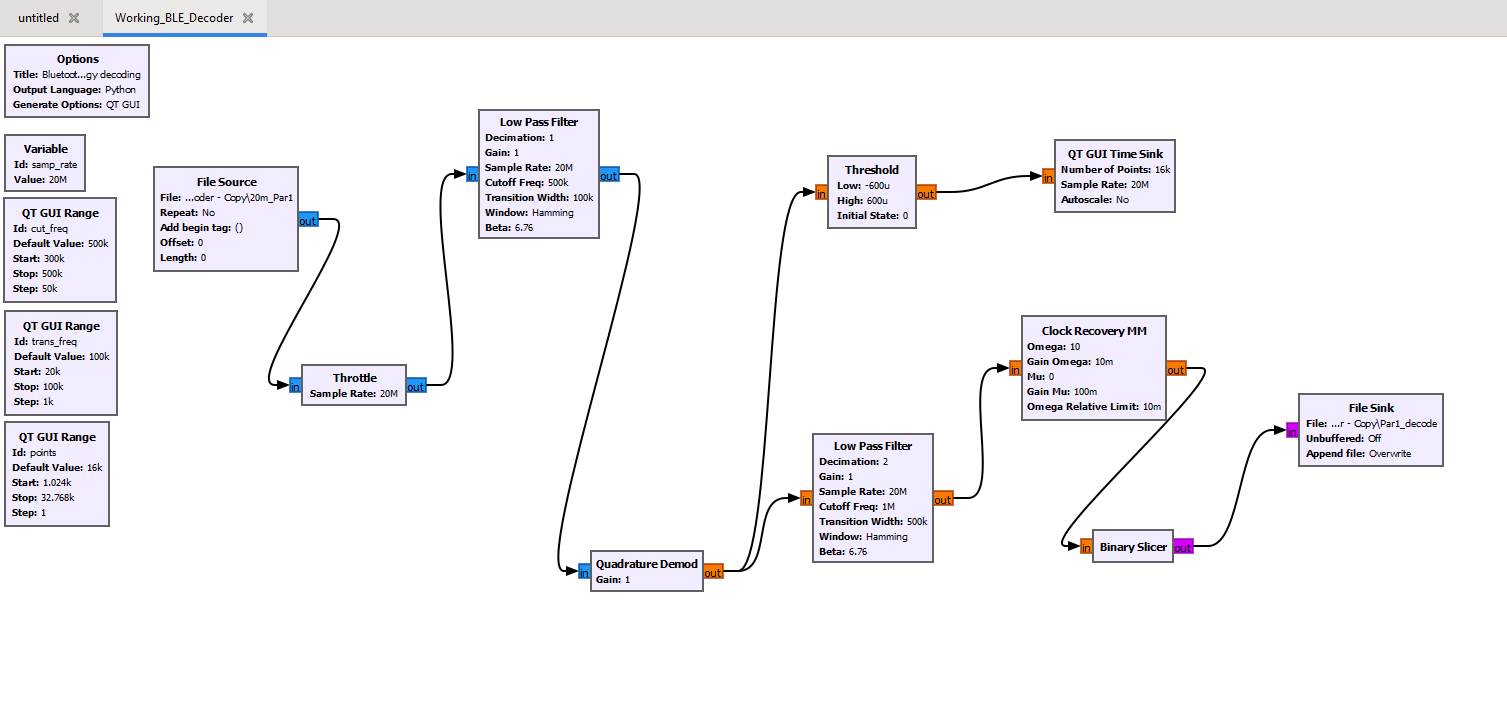 untitled
Working_BLE_Decoder
Options
Title: Bluetoot...gy decoding
Output Language: Python
Generate Options: QT GUI
Variable
Id: samp_rate
Value: 20M
QT GUI Range
Id: cut_freq
Default Value: 500k
Start: 300k
Stop: 500k
Step: 50k
QT GUI Range
Id: trans_freq
Default Value: 100k
Start: 20k
Stop: 100k
Step: 1k
QT GUI Range
Id: points
Default Value: 16k
Start: 1.024k
Stop: 32.768k
Step: 1
File Source
File: ...oder - Copy\20m_Par1
Repeat: No
Add begin tag: ()
Offset: 0
Length: 0
out
in
Throttle
Sample Rate: 20M
out
in
Low Pass Filter
Decimation: 1
Gain: 1
Sample Rate: 20M
Cutoff Freq: 500k
Transition Width: 100k
Window: Hamming
Beta: 6.76
out
in
Quadrature Demod
Gain: 1
out
in
Threshold
Low: -600u
High: 600u
Initial State: 0
out
in
QT GUI Time Sink
Number of Points: 16k
Sample Rate: 20M
Autoscale: No
in
Low Pass Filter
Decimation: 2
Gain: 1
Sample Rate: 20M
Cutoff Freq: 1M
Transition Width: 500k
Window: Hamming
Beta: 6.76
out
in
Clock Recovery MM
Omega: 10
Gain Omega: 10m
Mu: 0
Gain Mu: 100m
Omega Relative Limit: 10m
out
in
Binary Slicer
out
in
File Sink
File: ...r - Copy\Par1_decode
Unbuffered: Off
Append file: Overwrite